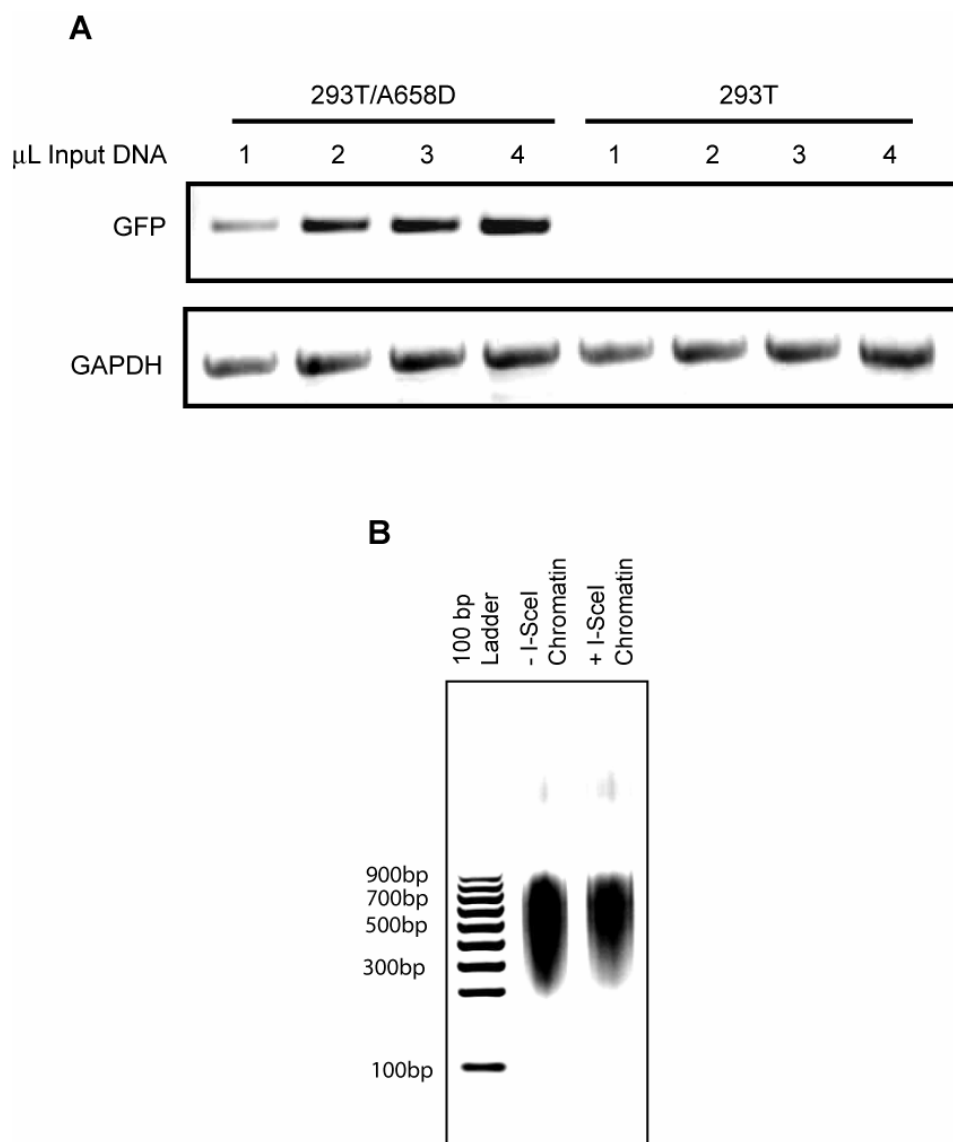 A
293T/A658D 293T
μL Input DNA 1 2 3 4 1 2 3 4
GFP
GAPDH
B
100 bp
Ladder
- I-SceI
Chromatin
+ I-SceI
Chromatin
900bp
700bp
500bp
300bp
100bp